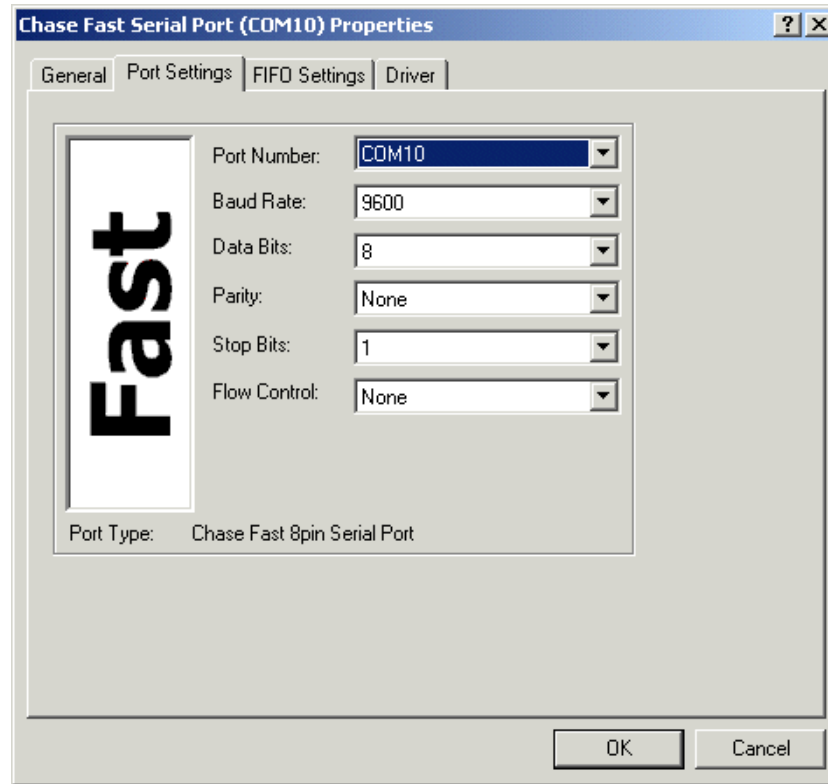 Chase Fast Serial Port (COM10) Properties
General Port Settings FIFO Settings Driver
Fast
Port Number: COM10
Baud Rate: 9600
Data Bits: 8
Parity: None
Stop Bits: 1
Flow Control: None
Port Type: Chase Fast 8pin Serial Port
OK Cancel